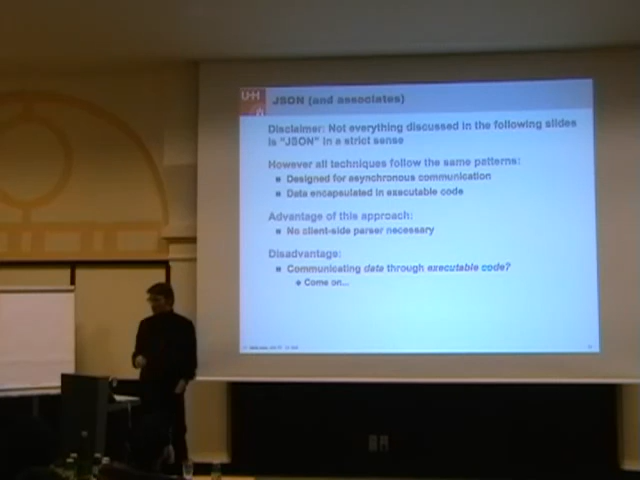 UH
JSON (and associates)
Disclaimer: Not everything discussed in the following slides
is "JSON" in a strict sense
However all techniques follow the same patterns:
Designed for asynchronous communication
Data encapsulated in executable code
Advantage of this approach:
No client-side parser necessary
Disadvantage:
Communicating data through executable code?
Come on...